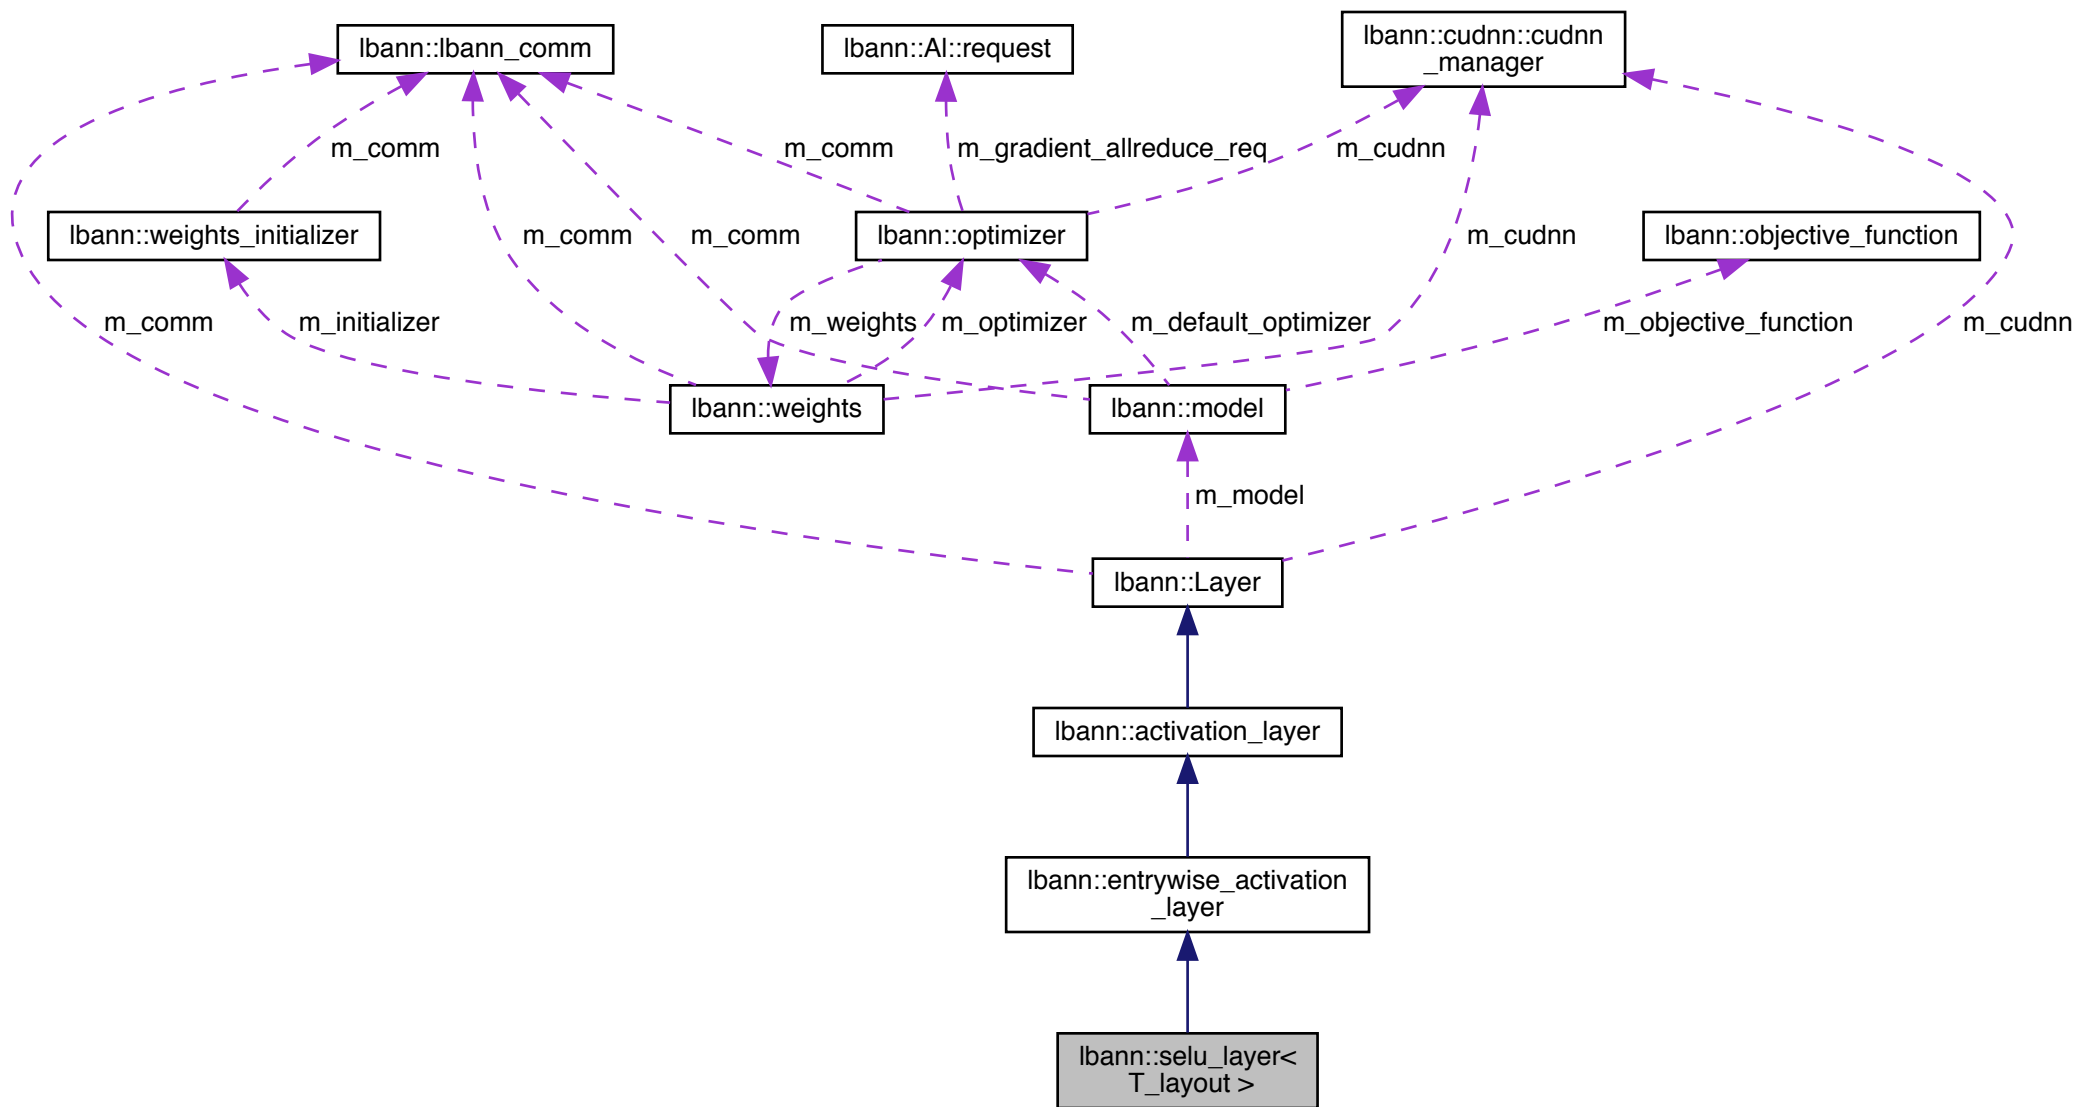 lbann::lbann_comm
lbann::Al::request
lbann::cudnn::cudnn
_manager
m_comm
m_comm
m_gradient_allreduce_req
m_cudnn
lbann::weights_initializer
m_comm
m_comm
lbann::optimizer
m_cudnn
lbann::objective_function
m_comm
m_initializer
m_weights
m_optimizer
m_default_optimizer
m_objective_function
m_cudnn
lbann::weights
lbann::model
m_model
lbann::Layer
lbann::activation_layer
lbann::entrywise_activation
_layer
lbann::selu_layer<
T_layout >